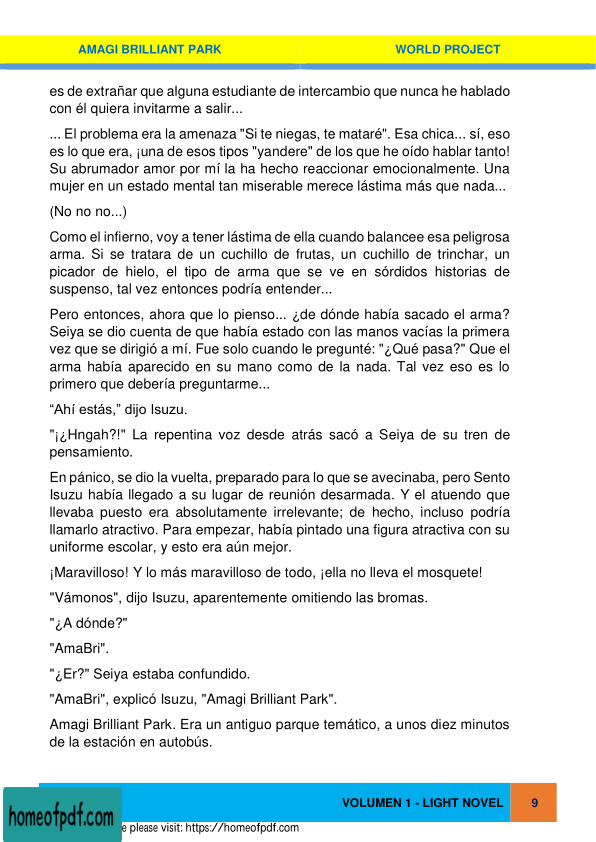 AMAGI BRILLIANT PARK WORLD PROJECT
es de extrañar que alguna estudiante de intercambio que nunca he hablado
con él quiera invitarme a salir...
... El problema era la amenaza "Si te niegas, te mataré". Esa chica... sí, eso
es lo que era, ¡una de esos tipos "yandere" de los que he oído hablar tanto!
Su abrumador amor por mí la ha hecho reaccionar emocionalmente. Una
mujer en un estado mental tan miserable merece lástima más que nada...
(No no no...)
Como el infierno, voy a tener lástima de ella cuando balancee esa peligrosa
arma. Si se tratara de un cuchillo de frutas, un cuchillo de trinchar, un
picador de hielo, el tipo de arma que se ve en sórdidos historias de
suspenso, tal vez entonces podría entender...
Pero entonces, ahora que lo pienso... ¿de dónde había sacado el arma?
Seiya se dio cuenta de que había estado con las manos vacías la primera
vez que se dirigió a mí. Fue solo cuando le pregunté: "¿Qué pasa?" Que el
arma había aparecido en su mano como de la nada. Tal vez eso es lo
primero que debería preguntarme...
“Ahí estás,” dijo Isuzu.
"¡¿Hngah?!" La repentina voz desde atrás sacó a Seiya de su tren de
pensamiento.
En pánico, se dio la vuelta, preparado para lo que se avecinaba, pero Sento
Isuzu había llegado a su lugar de reunión desarmada. Y el atuendo que
llevaba puesto era absolutamente irrelevante; de hecho, incluso podría
llamarlo atractivo. Para empezar, había pintado una figura atractiva con su
uniforme escolar, y esto era aún mejor.
¡Maravilloso! Y lo más maravilloso de todo, ¡ella no lleva el mosquete!
"Vámonos", dijo Isuzu, aparentemente omitiendo las bromas.
"¿A dónde?"
"AmaBri".
"¿Er?" Seiya estaba confundido.
"AmaBri", explicó Isuzu, "Amagi Brilliant Park".
Amagi Brilliant Park. Era un antiguo parque temático, a unos diez minutos
de la estación en autobús.
VOLUMEN 1 - LIGHT NOVEL 9
homeofpdf.com
e please visit: https://homeofpdf.com